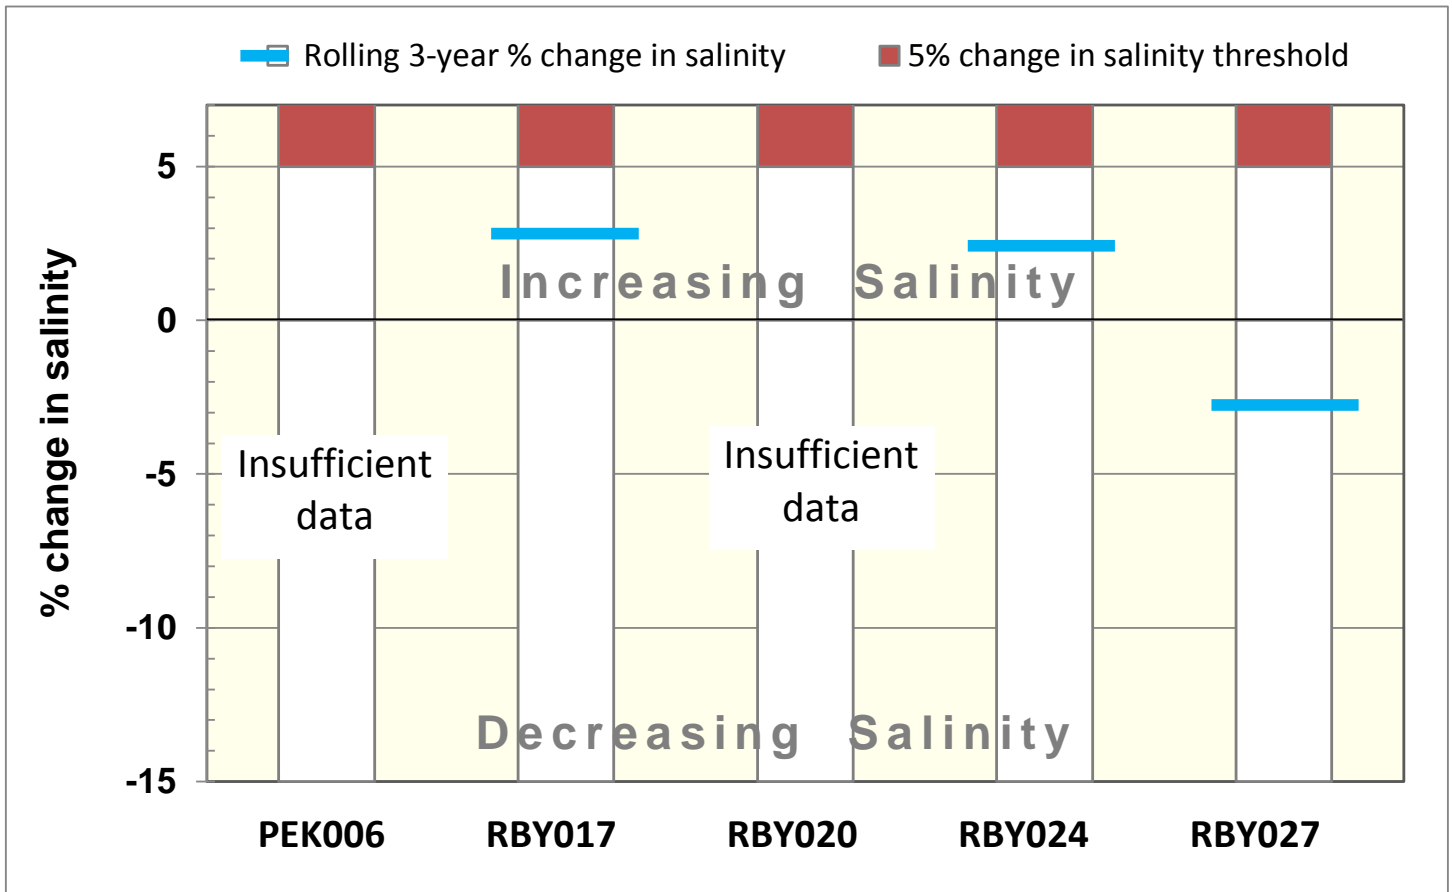 Rolling 3-year % change in salinity
5% change in salinity threshold
% change in salinity
5
0
-5
-10
-15
Increasing Salinity
Insufficient
data
Insufficient
data
Decreasing Salinity
PEK006 RBY017 RBY020 RBY024 RBY027